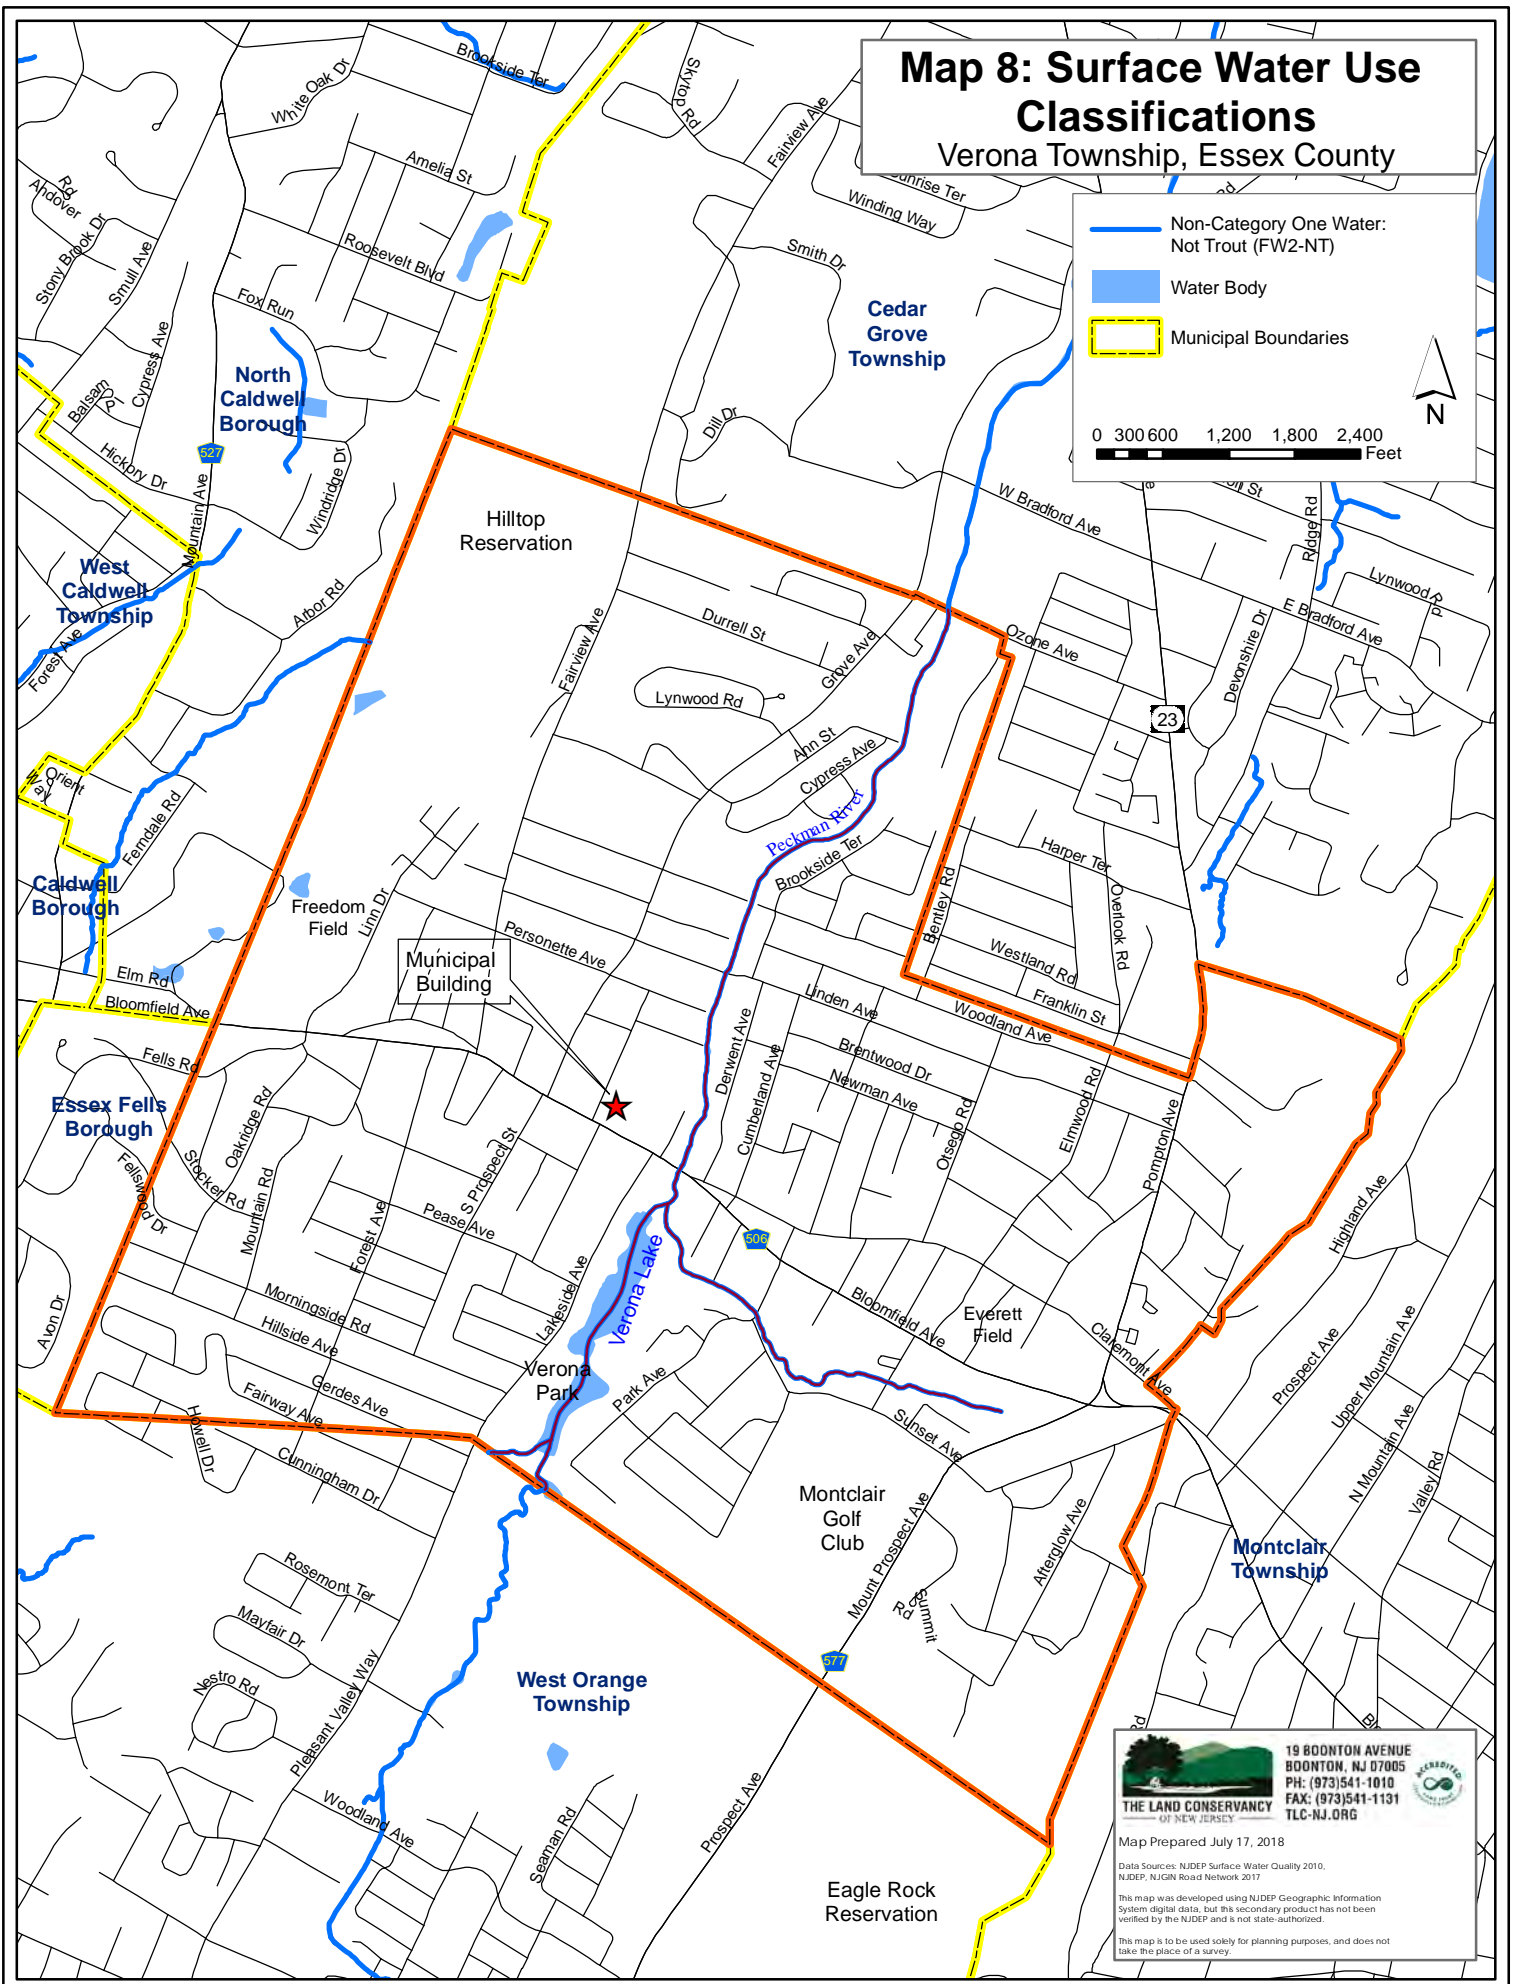 Map 8: Surface Water Use
Classifications
Verona Township, Essex County
Non-Category One Water:
Not Trout (FW2-NT)
Water Body
Municipal Boundaries
N
0 300 600 1,200 1,800 2,400
Feet
Brookside Ter
White Oak Dr
Skytop Rd
Fairview Ave
Amelia St
Andover
Rd
Stony Brook Dr
Smull Ave
Roosevelt Blvd
Sunrise Ter
Winding Way
Rd
Smith Dr
Fox Run
Cypress Ave
Cedar
Grove
Township
North
Caldwell
Borough
Balsam
Hickory Dr
527
Dill Dr
Windridge Dr
Mountain Ave
Hilltop
Reservation
W Bradford Ave
Ridge Rd
Lynwood Rd
E Bradford Ave
West
Caldwell
Township
Arbor Rd
Forest Ave
Fairview Ave
Durrell St
Grove Ave
Ozone Ave
Devonshire Dr
Lynwood Rd
23
Ann St
Cypress Ave
Orient
Way
Ferndale Rd
Peckman River
Brookside Ter
Harper Ter
Overlook Rd
Bentley Rd
Caldwell
Borough
Freedom
Field
Linn Dr
Personette Ave
Westland Rd
Franklin St
Municipal
Building
Elm Rd
Bloomfield Ave
Linden Ave
Woodland Ave
Derwent Ave
Cumberland Ave
Brentwood Dr
Newman Ave
Fells Rd
Essex Fells
Borough
Oakridge Rd
Elmwood Rd
Otsego Rd
Pompton Ave
Fellswood Dr
Stocker Rd
Mountain Rd
S Prospect St
Pease Ave
Forest Ave
Highland Ave
506
Verona Lake
Lakeside Ave
Avon Dr
Morningside Rd
Hillside Ave
Bloomfield Ave
Everett
Field
Claremont Ave
Prospect Ave
Upper Mountain Ave
Verona
Park
Park Ave
Gerdes Ave
Fairway Ave
Howell Dr
Sunset Ave
N Mountain Ave
Valley Rd
Cunningham Dr
Montclair
Golf
Club
Mount Prospect Ave
Afterglow Ave
Montclair
Township
Rosemont Ter
Mayfair Dr
Summit
Rd
Nestro Rd
577
West Orange
Township
Pleasant Valley Way
Woodland Ave
Seaman Rd
Prospect Ave
Eagle Rock
Reservation
Rd
THE LAND CONSERVANCY
OF NEW JERSEY
19 BOONTON AVENUE
BOONTON, NJ 07005
PH: (973)541-1010
FAX: (973)541-1131
TLC-NJ.ORG
ACCREDITED
Map Prepared July 17, 2018
Data Sources: NJDEP Surface Water Quality 2010,
NJDEP, NJGIN Road Network 2017
This map was developed using NJDEP Geographic Information
System digital data, but this secondary product has not been
verified by the NJDEP and is not state-authorized.
This map is to be used solely for planning purposes, and does not
take the place of a survey.